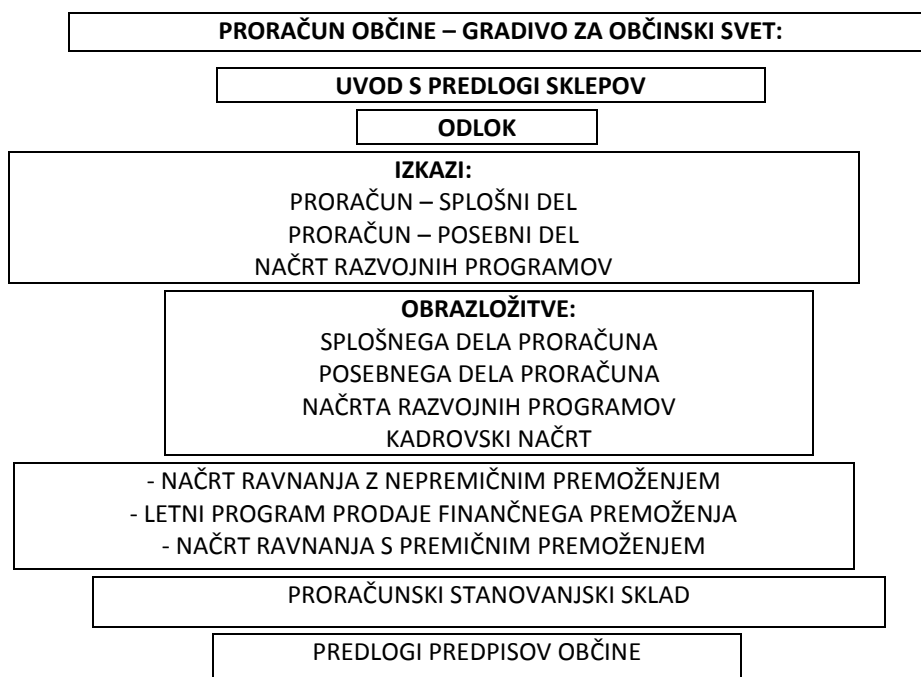 PRORAČUN OBČINE – GRADIVO ZA OBČINSKI SVET:
UVOD S PREDLOGI SKLEPOV
ODLOK
IZKAZI:
PRORAČUN – SPLOŠNI DEL
PRORAČUN – POSEBNI DEL
NAČRT RAZVOJNIH PROGRAMOV
OBRAZLOŽITVE:
SPLOŠNEGA DELA PRORAČUNA
POSEBNEGA DELA PRORAČUNA
NAČRTA RAZVOJNIH PROGRAMOV
KADROVSKI NAČRT
- NAČRT RAVNANJA Z NEPREMIČNIM PREMOŽENJEM
- LETNI PROGRAM PRODAJE FINANČNEGA PREMOŽENJA
- NAČRT RAVNANJA S PREMIČNIM PREMOŽENJEM
PRORAČUNSKI STANOVANJSKI SKLAD
PREDLOGI PREDPISOV OBČINE